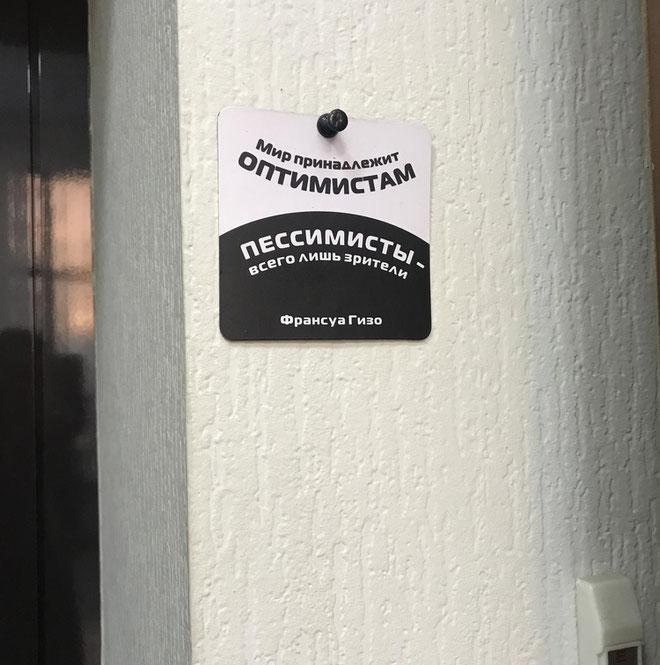 Мир принадлежит
ОПТИМИСТАМ
ПЕССИМИСТЫ -
всего лишь зрители
Франсуа Гизо